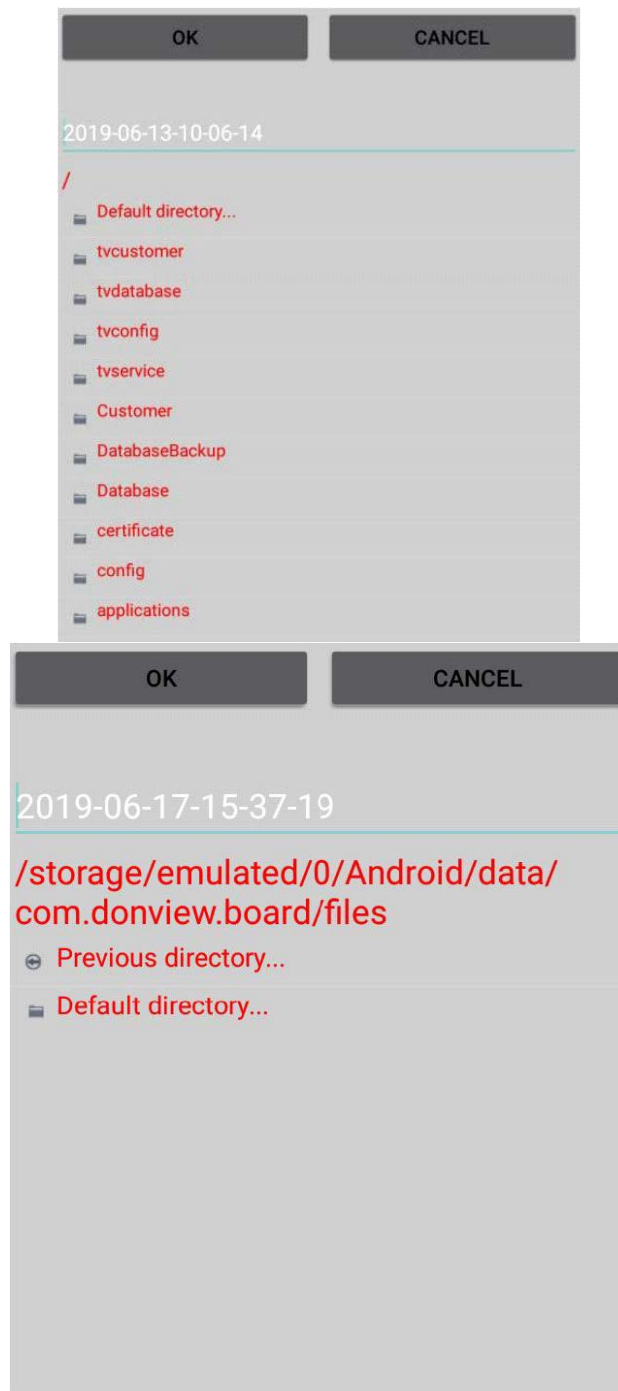 OK CANCEL
2019-06-13-10-06-14
/
Default directory...
tvcustomer
tvdatabase
tvconfig
tvservice
Customer
DatabaseBackup
Database
certificate
config
applications
OK CANCEL
2019-06-17-15-37-19
/storage/emulated/0/Android/data/
com.donview.board/files
Previous directory...
Default directory...